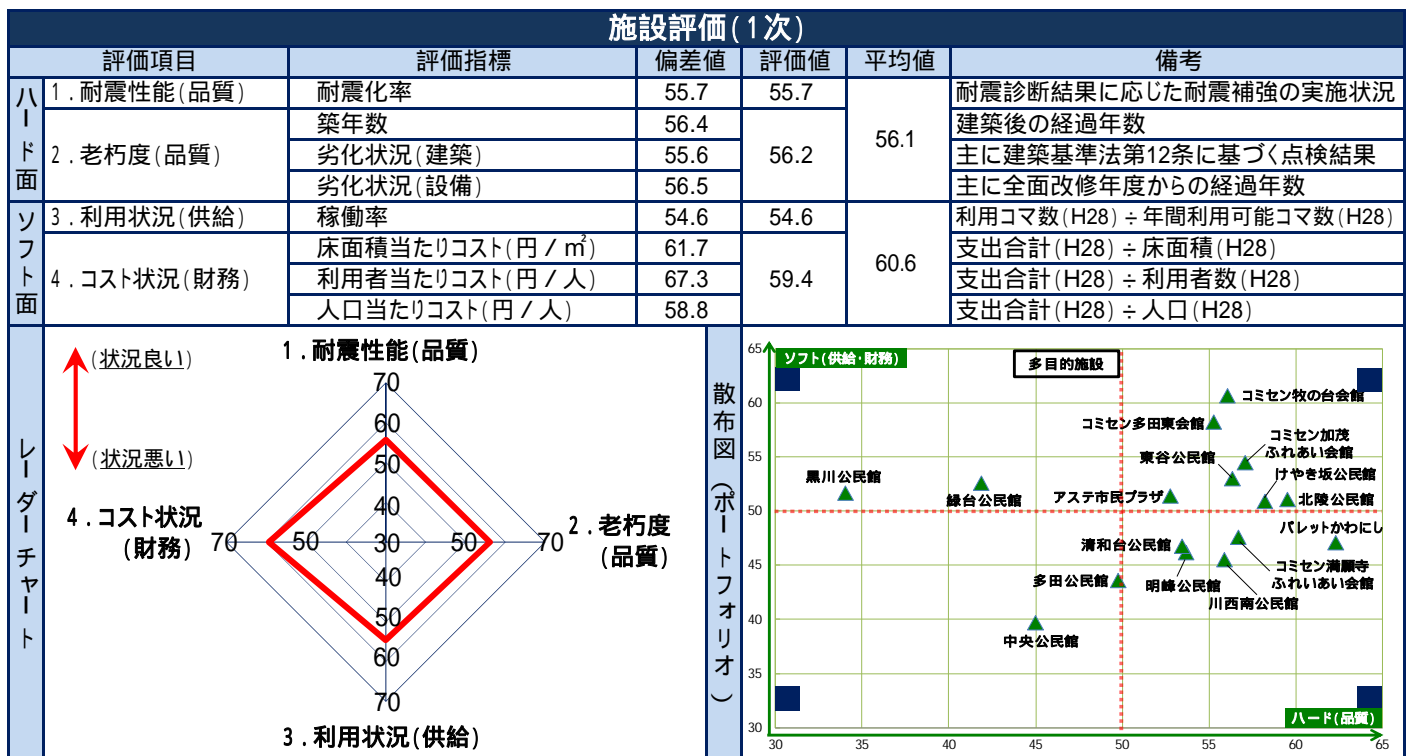 施設評価(1次)
評価項目 評価指標 偏差値 評価値 平均値 備考
ハード面
1.耐震性能(品質) 耐震化率 55.7 55.7 56.1 耐震診断結果に応じた耐震補強の実施状況
2.老朽度(品質) 築年数 56.4 56.2 建築後の経過年数
劣化状況(建築) 55.6 主に建築基準法第12条に基づく点検結果
劣化状況(設備) 56.5 主に全面改修年度からの経過年数
ソフト面
3.利用状況(供給) 稼働率 54.6 54.6 60.6 利用コマ数(H28)÷年間利用可能コマ数(H28)
4.コスト状況(財務) 床面積当たりコスト(円/㎡) 61.7 59.4 支出合計(H28)÷床面積(H28)
利用者当たりコスト(円/人) 67.3 支出合計(H28)÷利用者数(H28)
人口当たりコスト(円/人) 58.8 支出合計(H28)÷人口(H28)
レーダーチャート
(状況良い)
(状況悪い)
1.耐震性能(品質)
70
60
50
40
4.コスト状況
(財務)
70 50 30 50 70
2.老朽度
(品質)
40
50
60
70
3.利用状況(供給)
散布図(ポートフォリオ)
65
ソフト(供給・財務)
多目的施設
60
コミセン牧の台会館
コミセン多田東会館
コミセン加茂
ふれあい会館
55
東谷公民館
けやき坂公民館
黒川公民館
緑台公民館
アステ市民プラザ
北陵公民館
50
パレットかわにし
清和台公民館
45
多田公民館
明峰公民館
コミセン満願寺
ふれいあい会館
川西南公民館
40
中央公民館
35
30
ハード(品質)
30 35 40 45 50 55 60 65